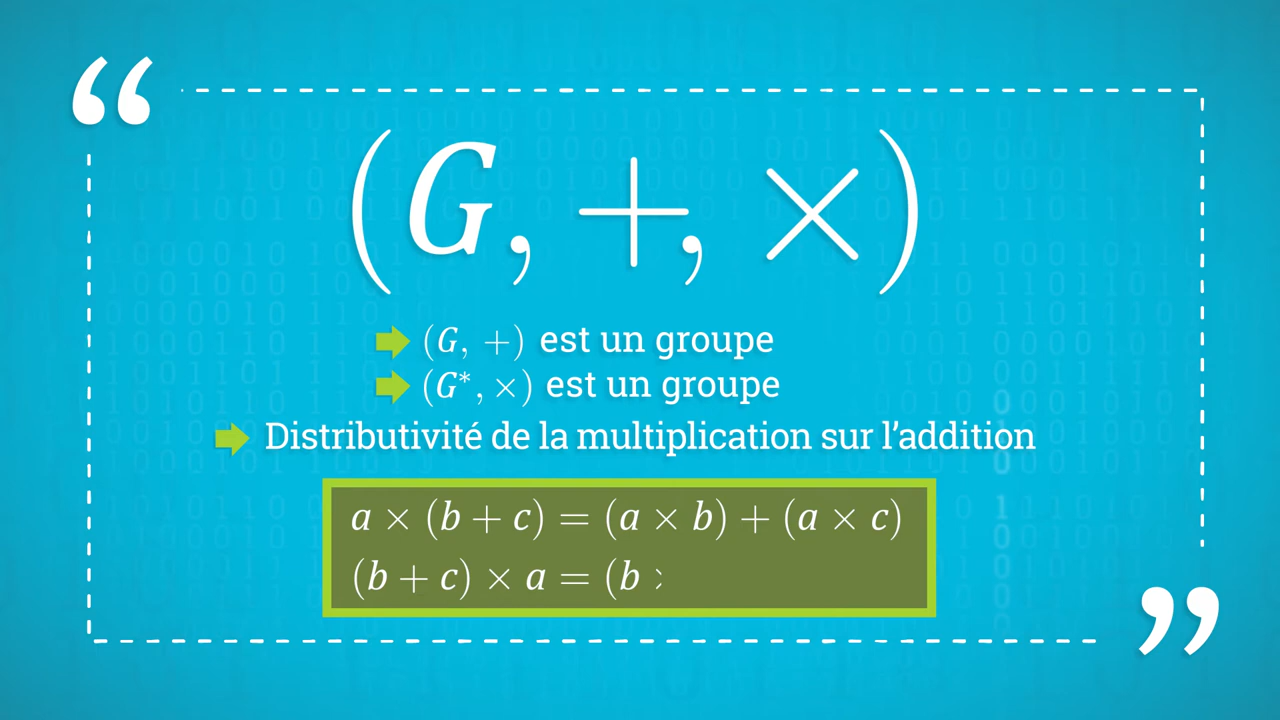 “
(G, +, ×)
(G, +) est un groupe
(G*, ×) est un groupe
Distributivité de la multiplication sur l’addition
a × (b + c) = (a × b) + (a × c)
(b + c) × a = (b
”